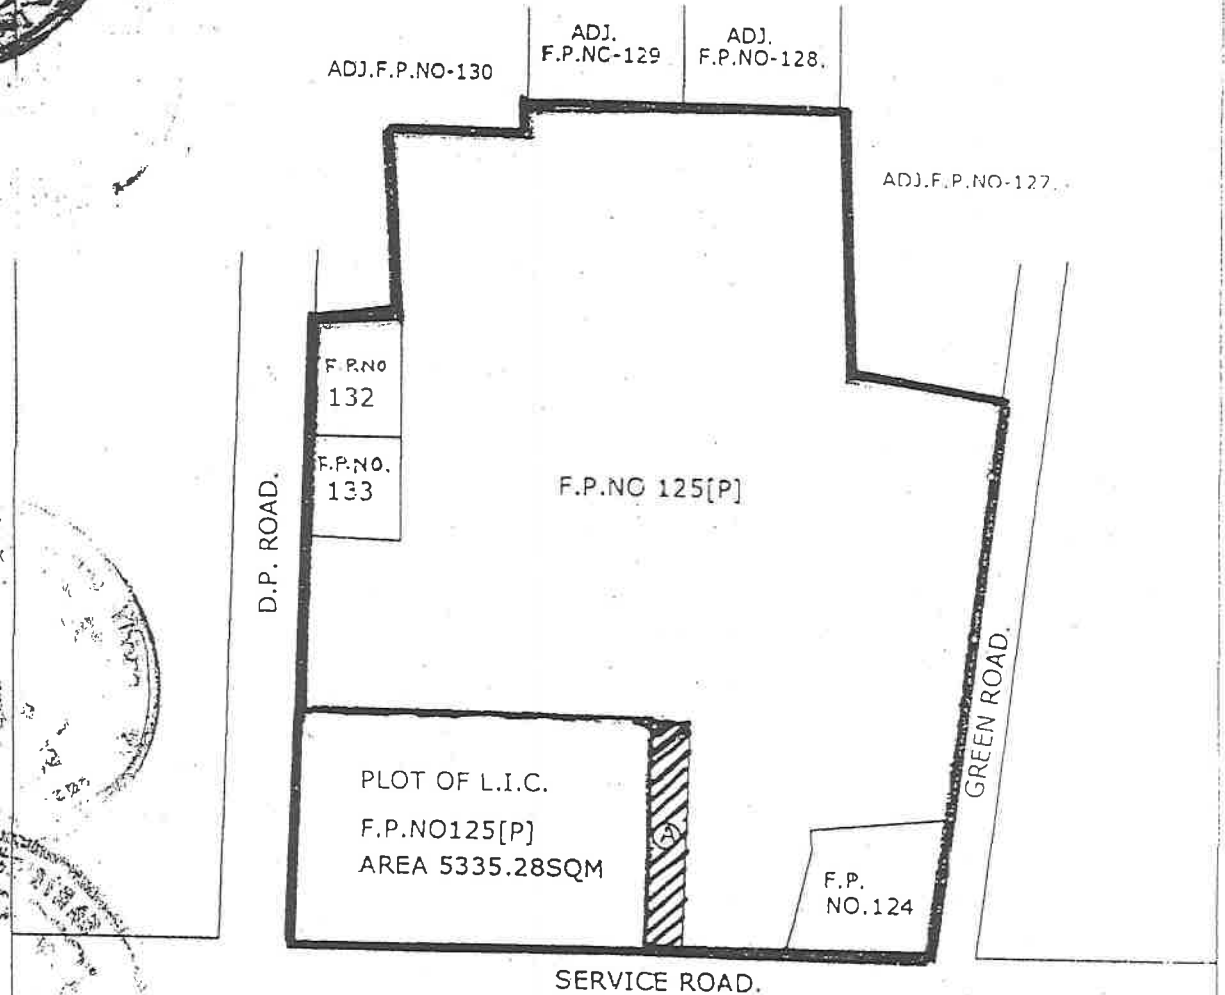 ADJ.
F.P.NO-129
ADJ.
F.P.NO-128.
ADJ.F.P.NO-130
ADJ.F.P.NO-127.
F.P.NO
132
F.P.NO.
133
F.P.NO 125[P]
D.P. ROAD.
GREEN ROAD.
PLOT OF L.I.C.
F.P.NO125[P]
AREA 5335.28SQM
A
F.P.
NO.124
SERVICE ROAD.